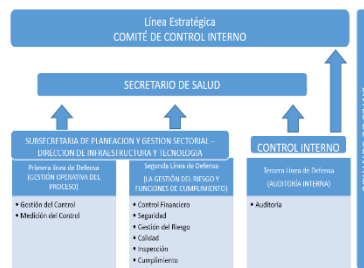 Línea Estratégica
COMITÉ DE CONTROL INTERNO
SECRETARIO DE SALUD
SUBSECRETARIA DE PLANEACION Y GESTION SECTORIAL –
DIRECCION DE INFRAESTRUCTURA Y TECNOLOGIA
CONTROL INTERNO
Primera línea de Defensa
(GESTIÓN OPERATIVA DEL
PROCESO)
• Gestión del Control
• Medición del Control
Segunda Línea de Defensa
(LA GESTIÓN DEL RIESGO Y
FUNCIONES DE CUMPLIMIENTO)
• Control Financiero
• Seguridad
• Gestión del Riesgo
• Calidad
• Inspección
• Cumplimiento
Tercera Línea de Defensa
(AUDITORÍA INTERNA)
• Auditoría